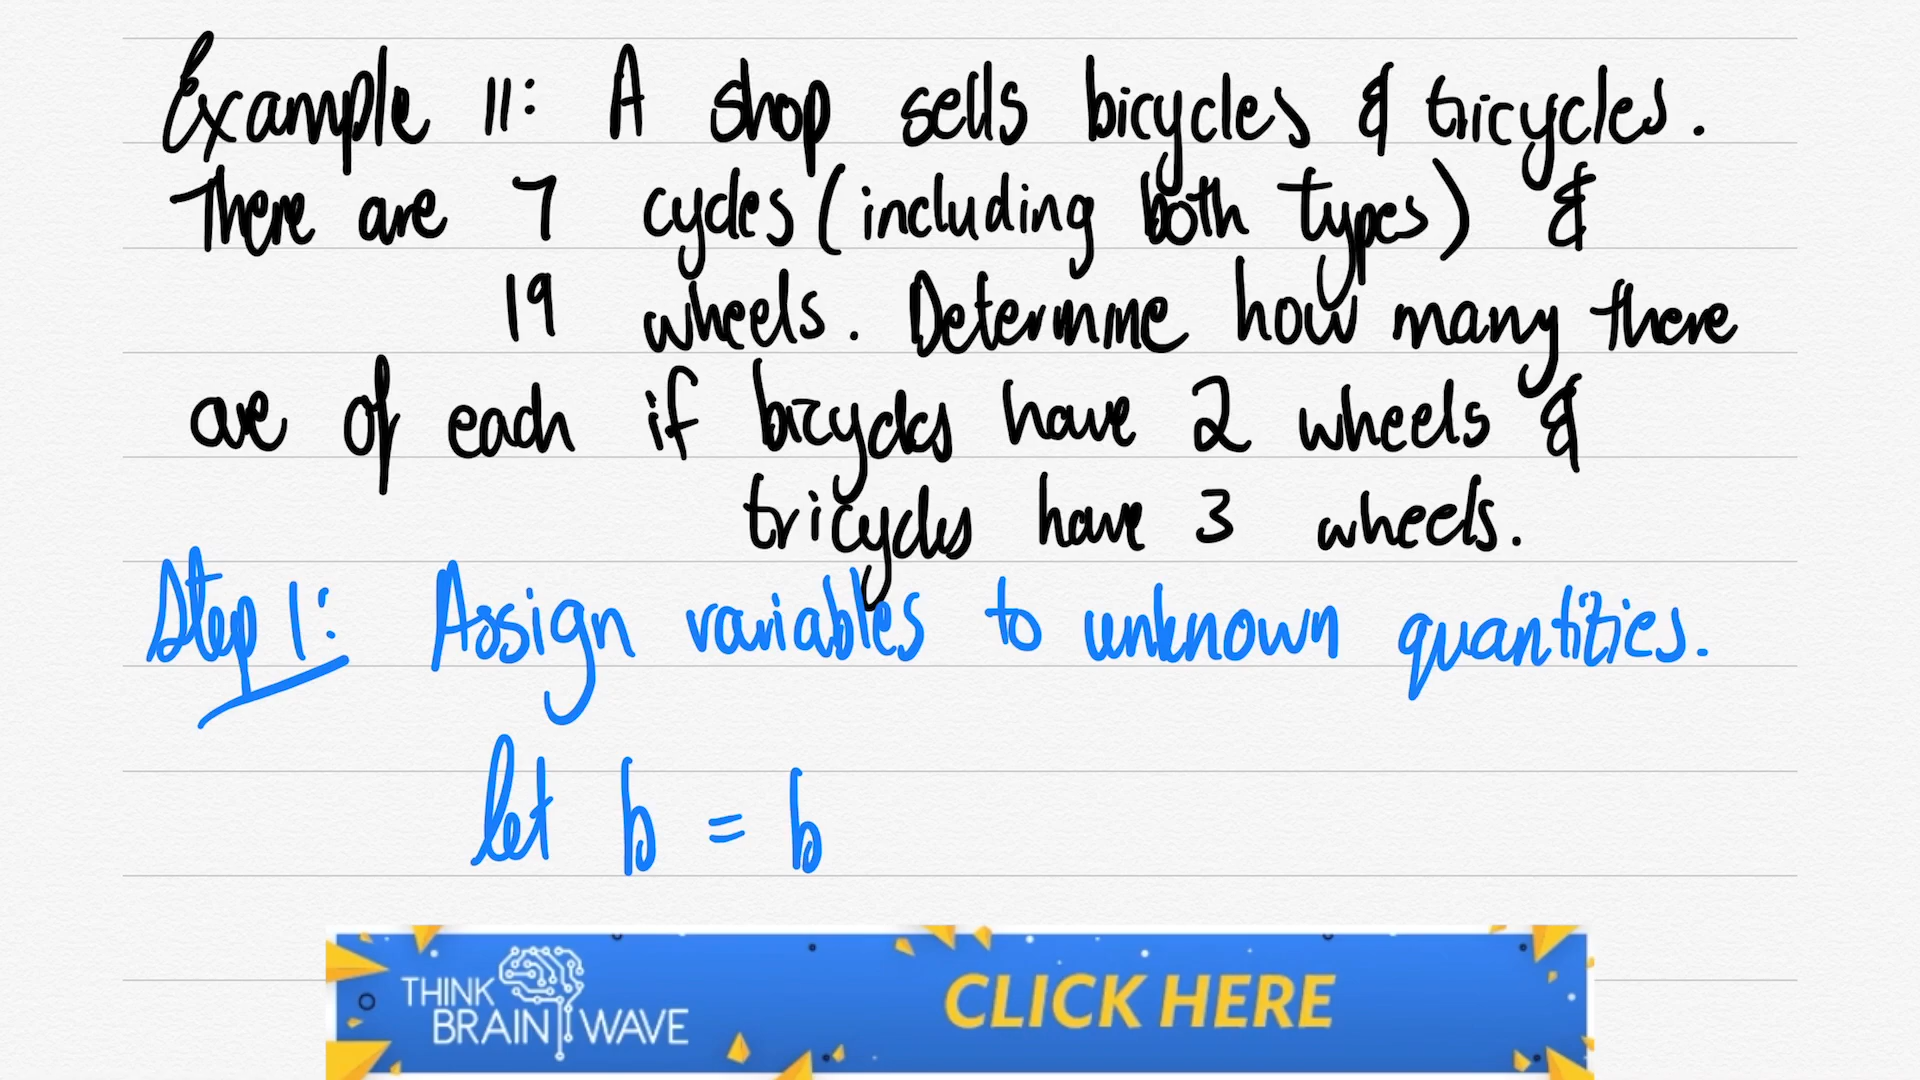 Example 11: A shop sells bicycles & tricycles.
There are 7 cycles (including both types) &
19 wheels. Determine how many there
are of each if bicycles have 2 wheels &
tricycles have 3 wheels.
Step 1: Assign variables to unknown quantities.
let b = b
THINK BRAIN WAVE
CLICK HERE